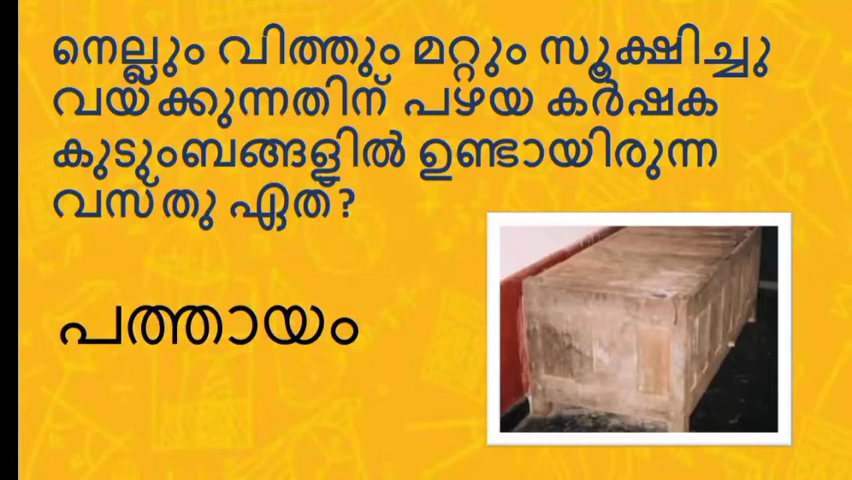 നെല്ലും വിത്തും മറ്റും സൂക്ഷിച്ചു
വയ്ക്കുന്നതിന് പഴയ കർഷക
കുടുംബങ്ങളിൽ ഉണ്ടായിരുന്ന
വസ്തു ഏത്?
പത്തായം